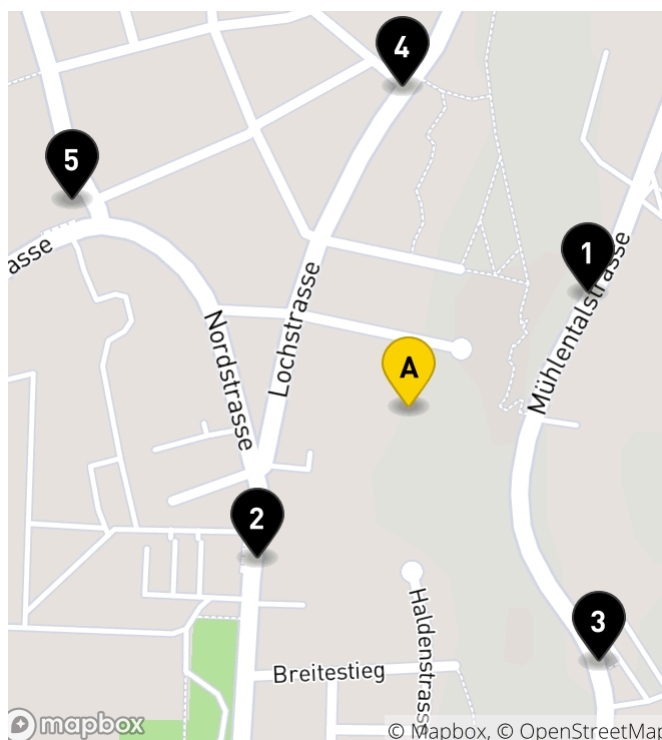 4
5
1
asse
Lochstrasse
Mühlentalstrasse
Nordstrasse
A
2
Haldenstrasse
3
Breitestieg
mapbox
© Mapbox, © OpenStreetMap